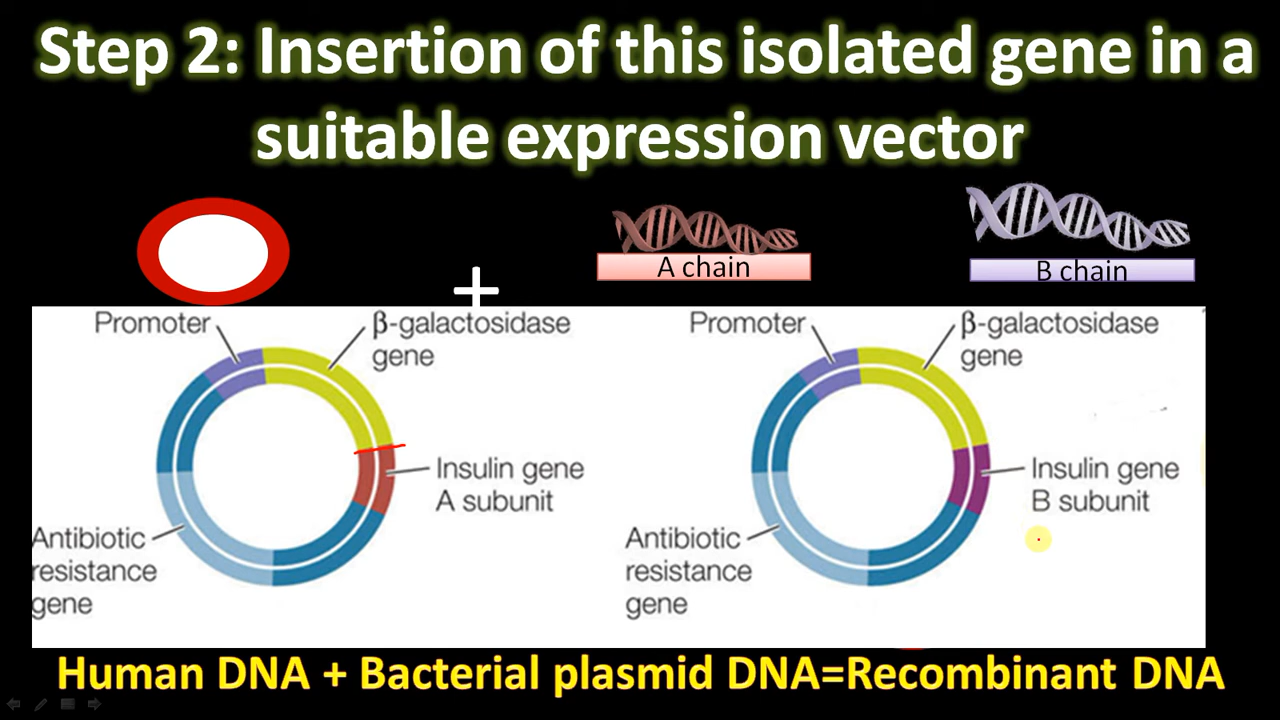 Step 2: Insertion of this isolated gene in a
suitable expression vector
A chain
B chain
+
Promoter
β-galactosidase
gene
Insulin gene
A subunit
Antibiotic
resistance
gene
Promoter
β-galactosidase
gene
Insulin gene
B subunit
Antibiotic
resistance
gene
Human DNA + Bacterial plasmid DNA=Recombinant DNA